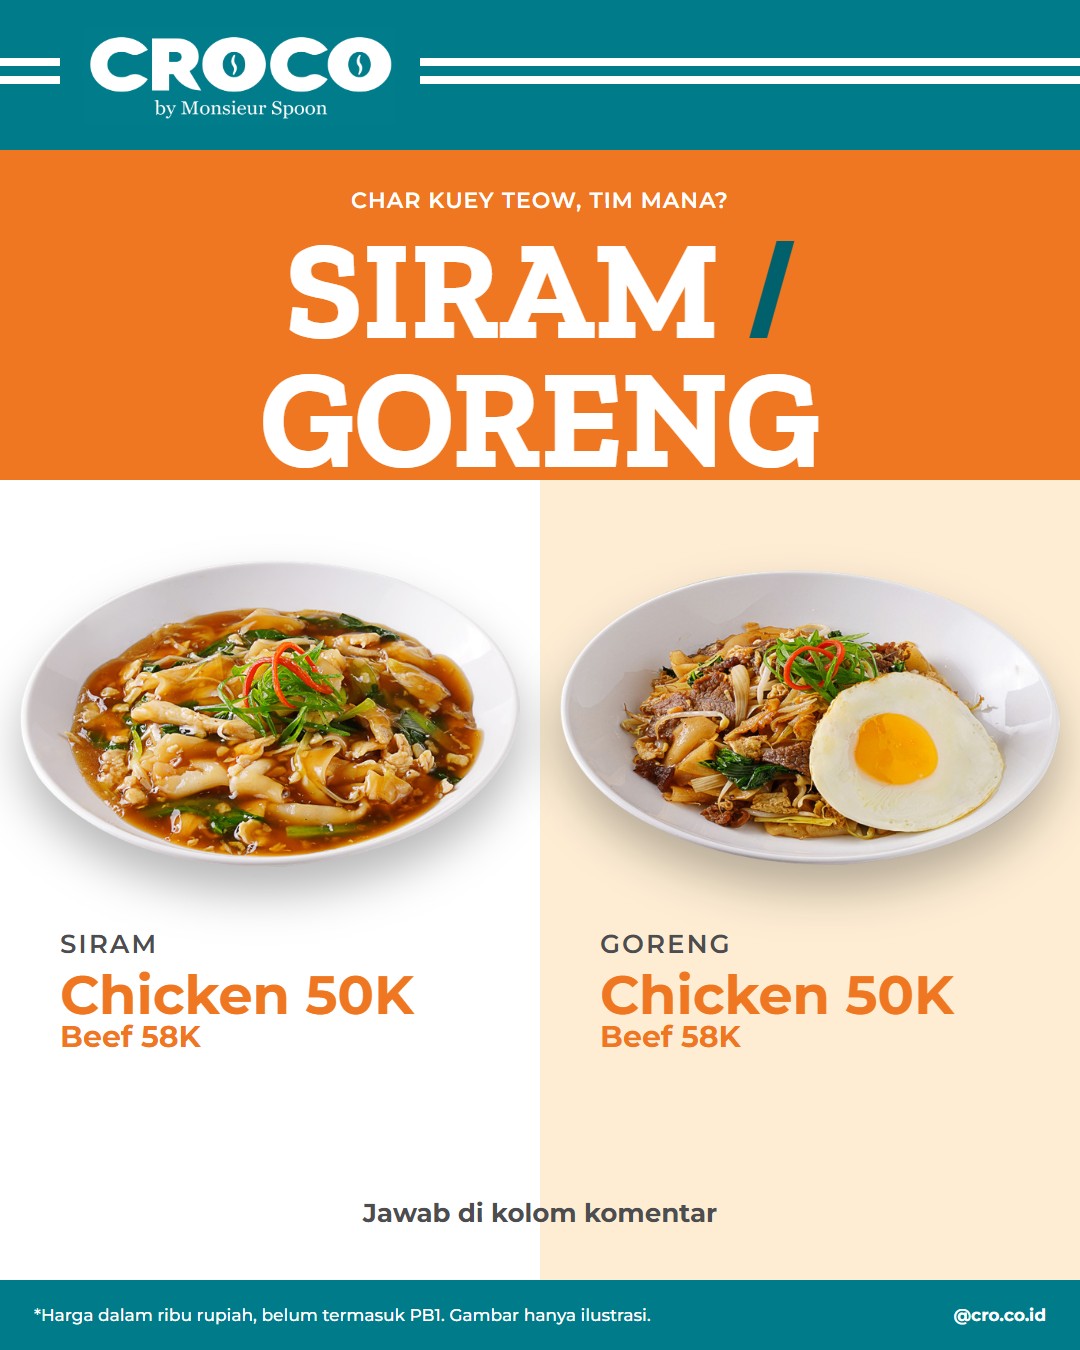 CROCO
by Monsieur Spoon
CHAR KUEY TEOW, TIM MANA?
SIRAM /
GORENG
SIRAM
Chicken 50K
Beef 58K
GORENG
Chicken 50K
Beef 58K
Jawab di kolom komentar
*Harga dalam ribu rupiah, belum termasuk PB1. Gambar hanya ilustrasi.
@cro.co.id